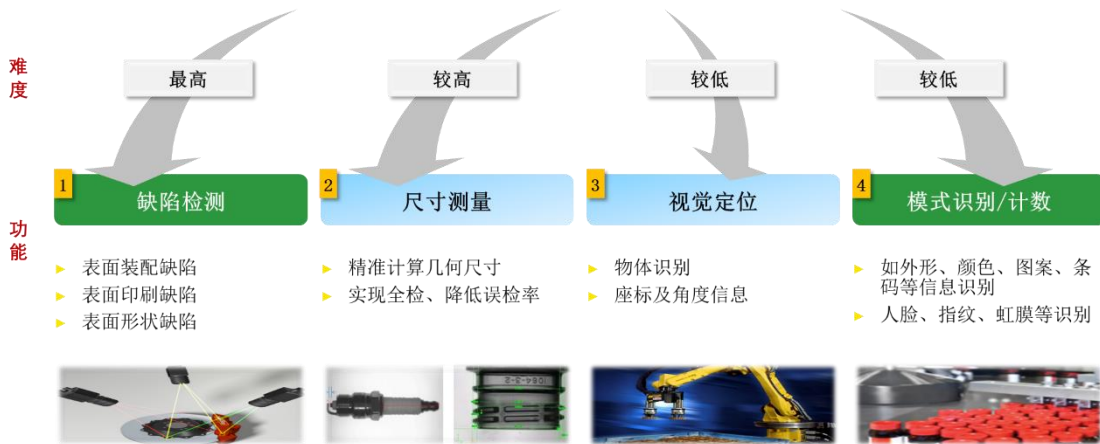 难度
最高
较高
较低
较低
功能
1
缺陷检测
2
尺寸测量
3
视觉定位
4
模式识别/计数
表面装配缺陷
表面印刷缺陷
表面形状缺陷
精准计算几何尺寸
实现全检、降低误检率
物体识别
座标及角度信息
如外形、颜色、图案、条
码等信息识别
人脸、指纹、虹膜等识别